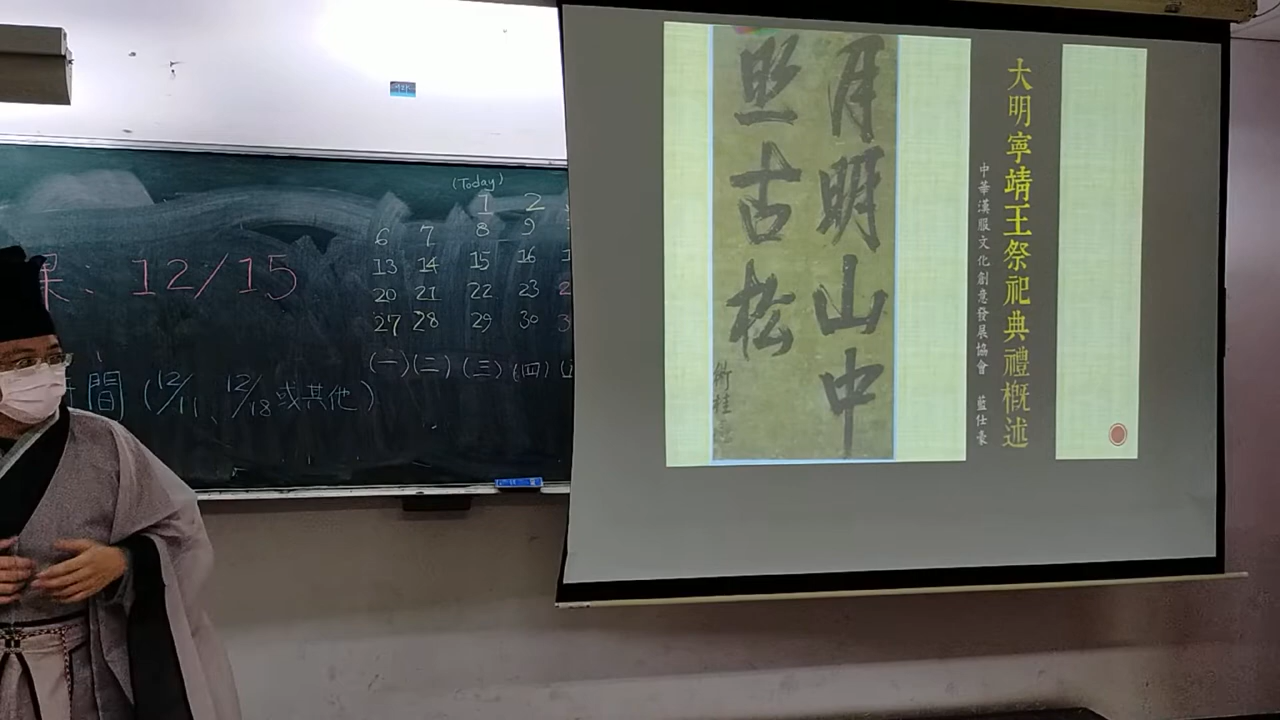 (Today)
1 2
6 7 8 9
13 14 15 16
20 21 22 23
27 28 29 30
(一)(二)(三)(四)
12/15
間(12/11、12/18或其他)
大明寧靖王祭祀典禮概述
中華漢服文化創意發展協會 藍仕豪
月明山中
照古松
術桂